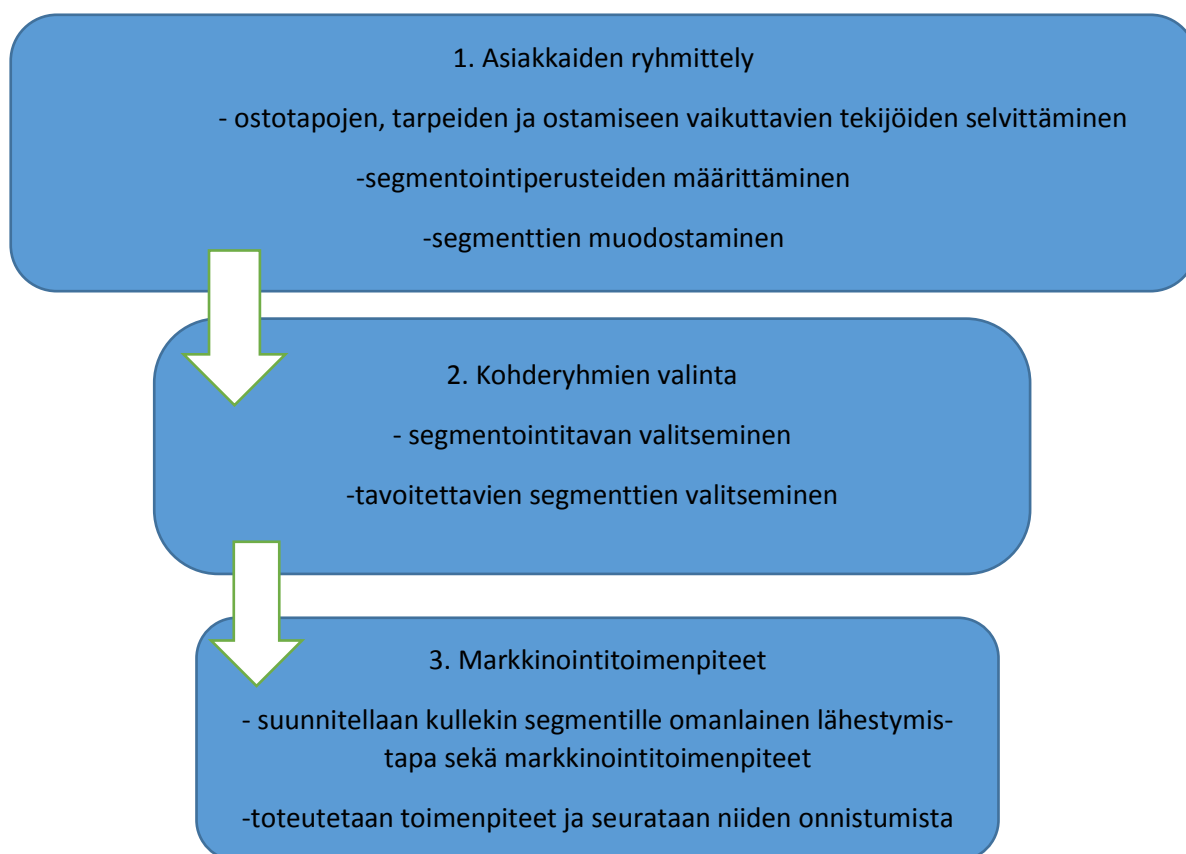 1. Asiakkaiden ryhmittely
- ostotapojen, tarpeiden ja ostamiseen vaikuttavien tekijöiden selvittäminen
-segmentointiperusteiden määrittäminen
-segmenttien muodostaminen
2. Kohderyhmien valinta
- segmentointitavan valitseminen
-tavoitettavien segmenttien valitseminen
3. Markkinointitoimenpiteet
- suunnitellaan kullekin segmentille omanlainen lähestymis-
tapa sekä markkinointitoimenpiteet
-toteutetaan toimenpiteet ja seurataan niiden onnistumista